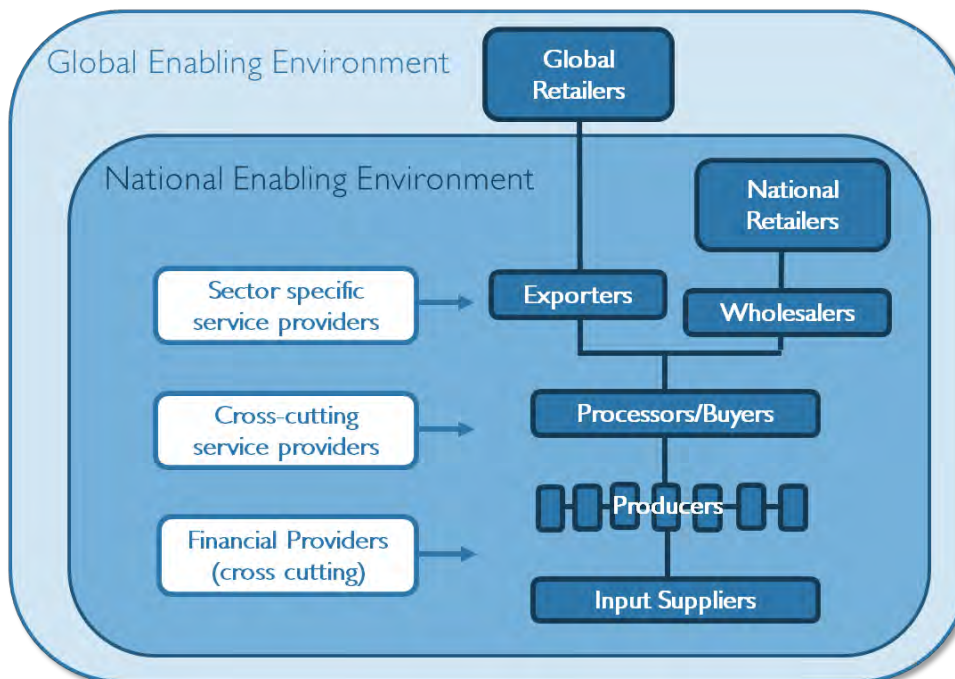 Global Enabling Environment
Global
Retailers
National Enabling Environment
National
Retailers
Sector specific
service providers
Exporters
Wholesalers
Cross-cutting
service providers
Processors/Buyers
Producers
Financial Providers
(cross cutting)
Input Suppliers